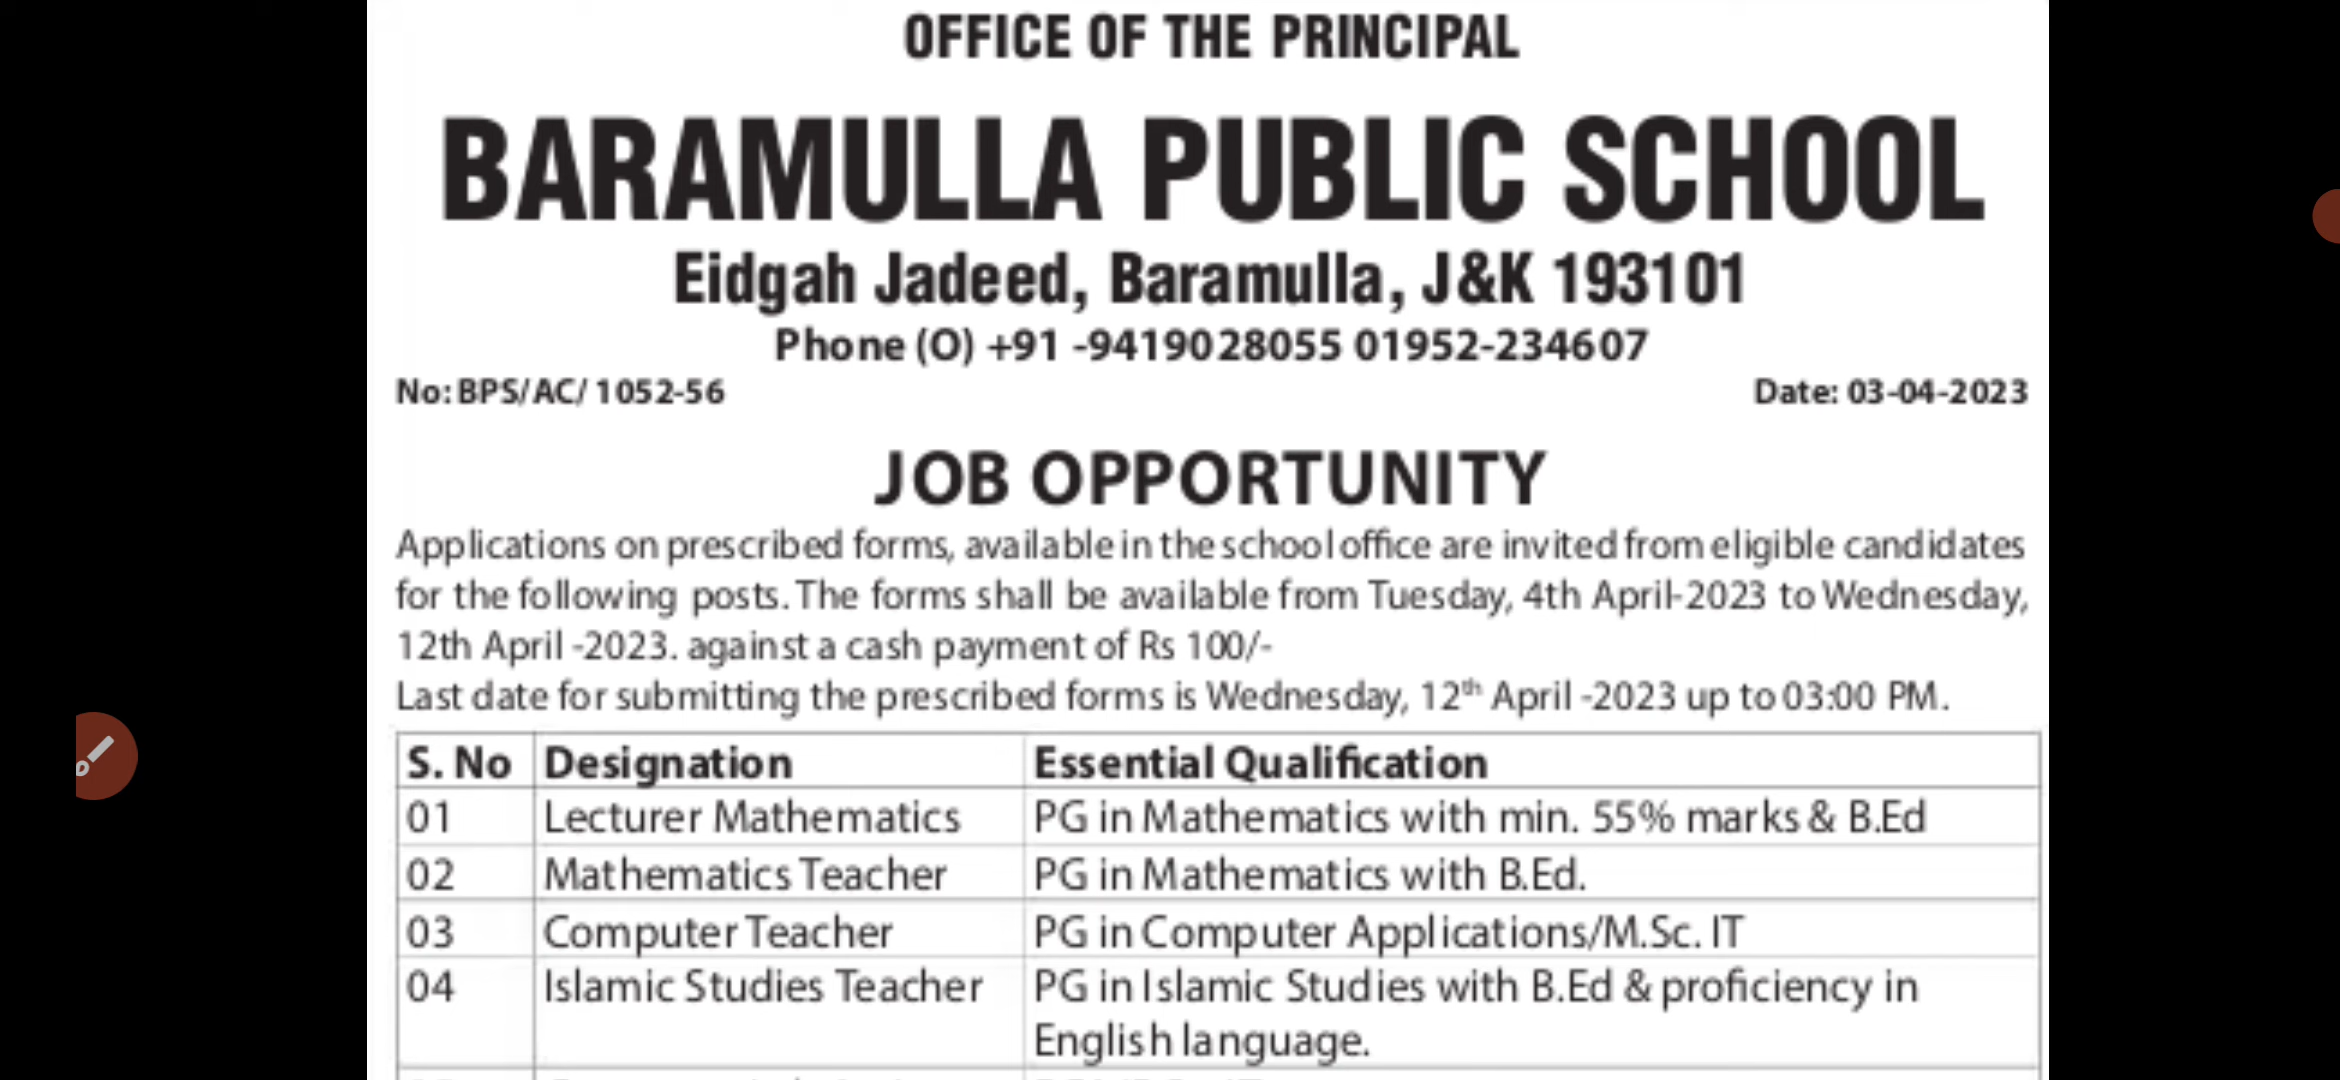 OFFICE OF THE PRINCIPAL
BARAMULLA PUBLIC SCHOOL
Eidgah Jadeed, Baramulla, J&K 193101
Phone (O) +91 -9419028055 01952-234607
No: BPS/AC/ 1052-56 Date: 03-04-2023
JOB OPPORTUNITY
Applications on prescribed forms, available in the school office are invited from eligible candidates
for the following posts. The forms shall be available from Tuesday, 4th April-2023 to Wednesday,
12th April -2023. against a cash payment of Rs 100/-
Last date for submitting the prescribed forms is Wednesday, 12th April -2023 up to 03:00 PM.
S. No Designation Essential Qualification
01 Lecturer Mathematics PG in Mathematics with min. 55% marks & B.Ed
02 Mathematics Teacher PG in Mathematics with B.Ed.
03 Computer Teacher PG in Computer Applications/M.Sc. IT
04 Islamic Studies Teacher PG in Islamic Studies with B.Ed & proficiency in
English language.